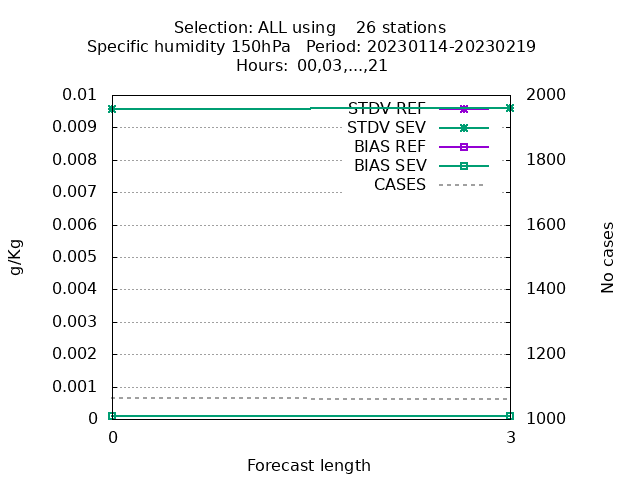 Selection: ALL using    26 stations
Specific humidity 150hPa   Period: 20230114-20230219
Hours:  00,03,...,21
0.01
0.009
0.008
0.007
0.006
0.005
0.004
0.003
0.002
0.001
0
2000
1800
1600
1400
1200
1000
STDV REF
STDV SEV
BIAS REF
BIAS SEV
CASES
g/Kg
No cases
0
3
Forecast length